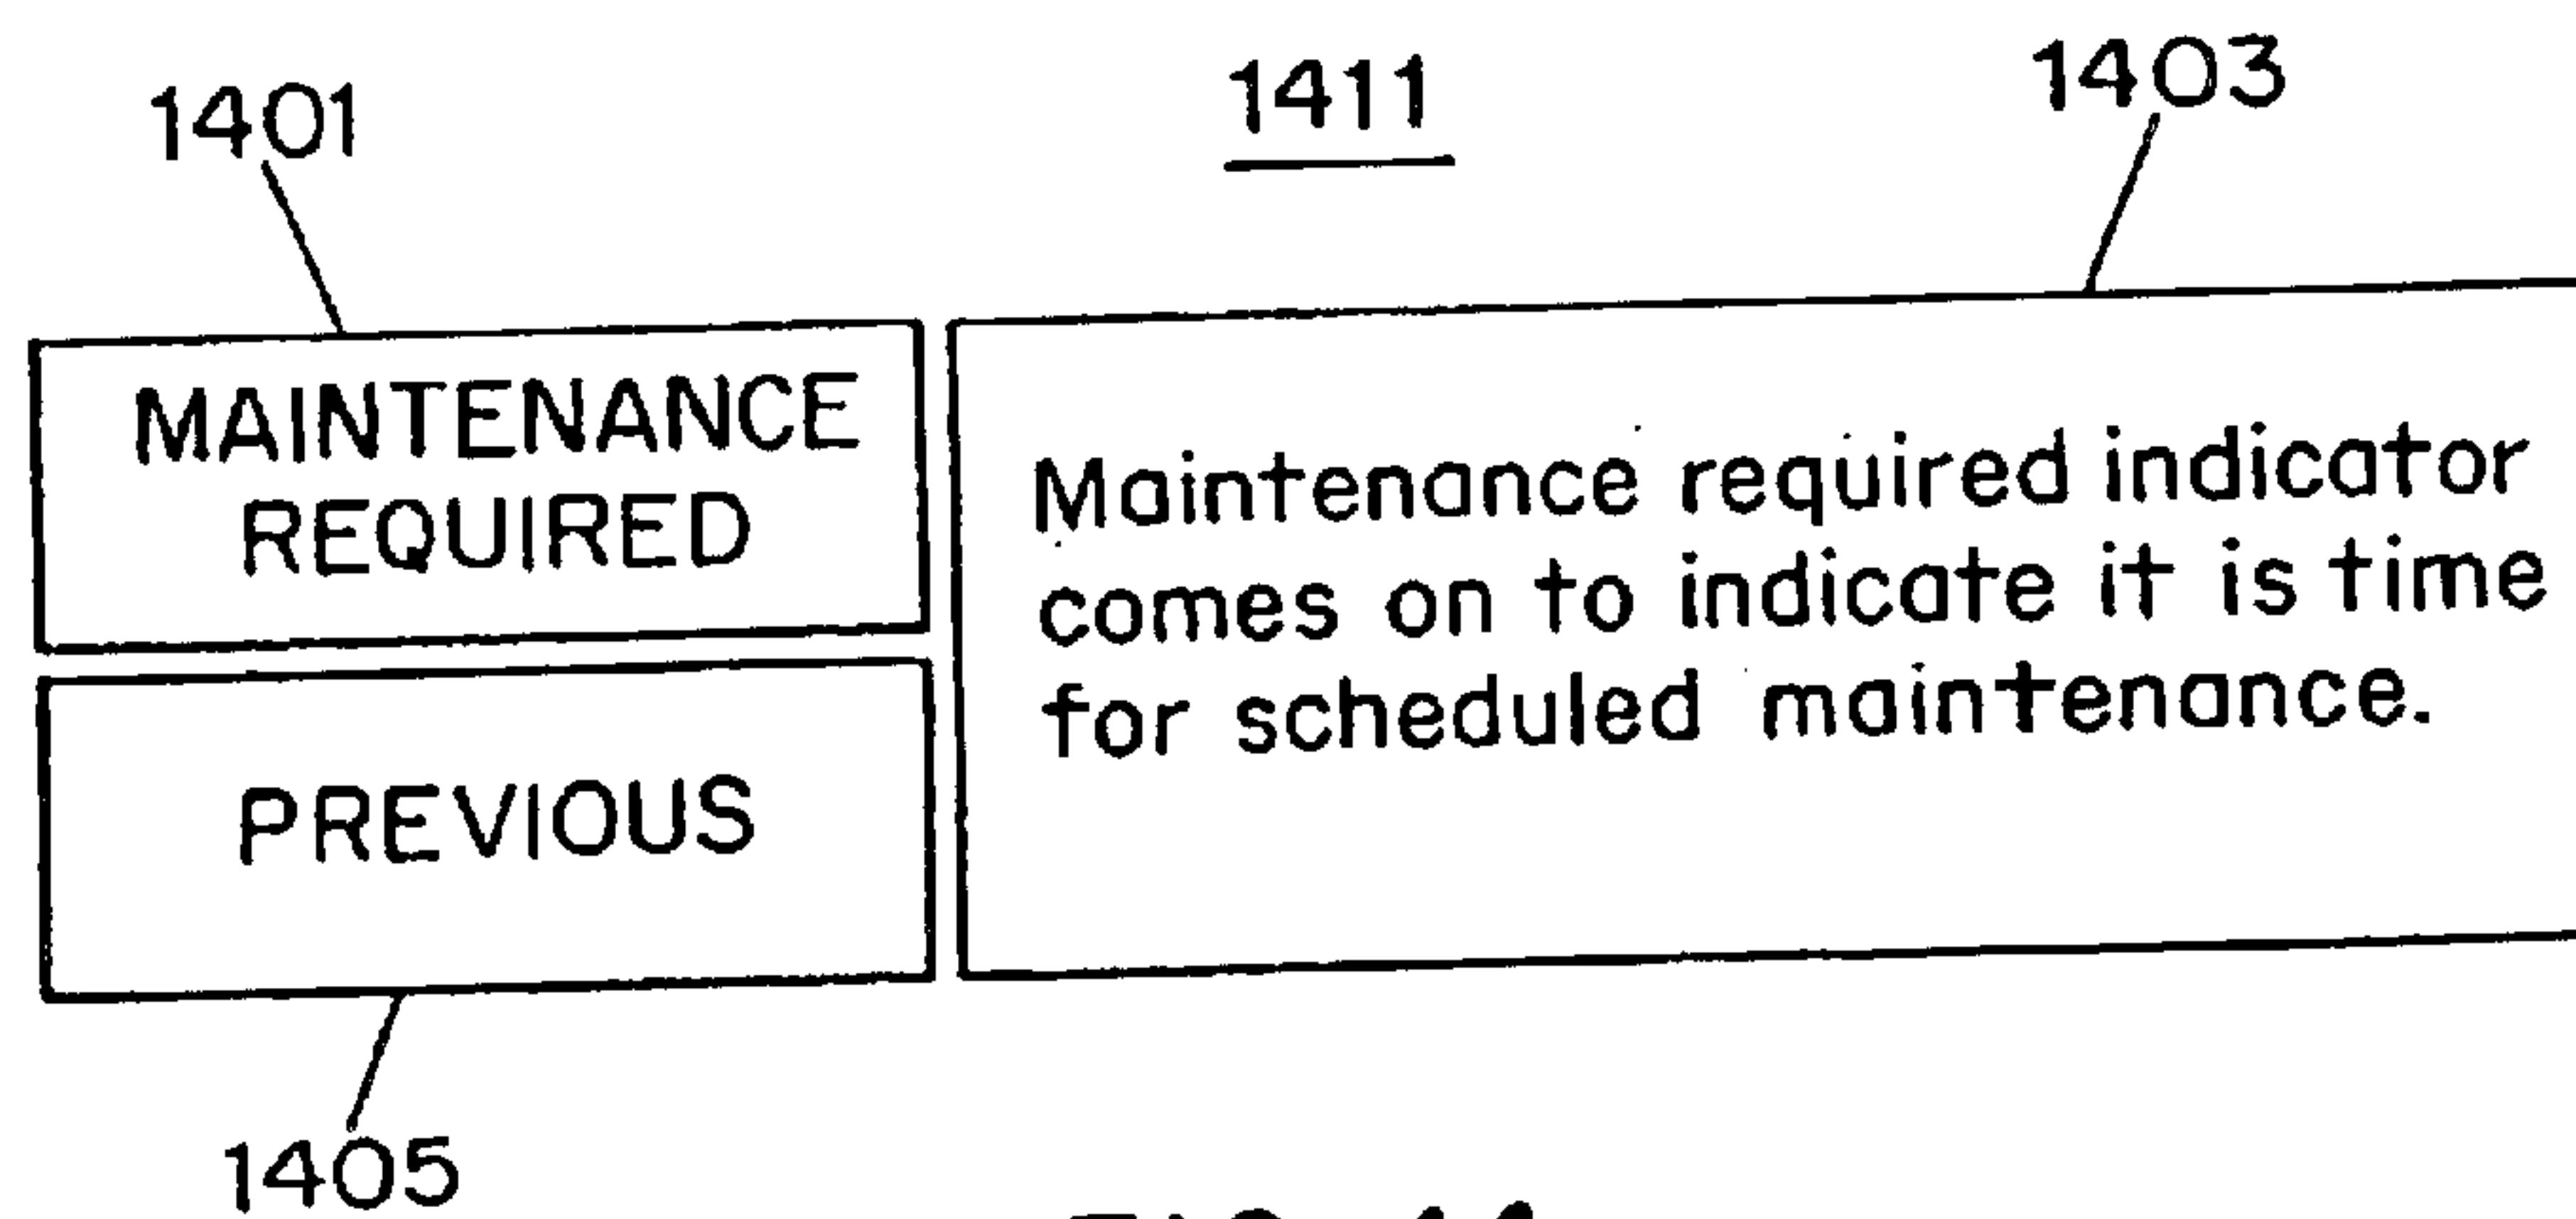 1401
1411
1403
MAINTENANCE
REQUIRED
Maintenance required indicator
comes on to indicate it is time
for scheduled maintenance.
PREVIOUS
1405